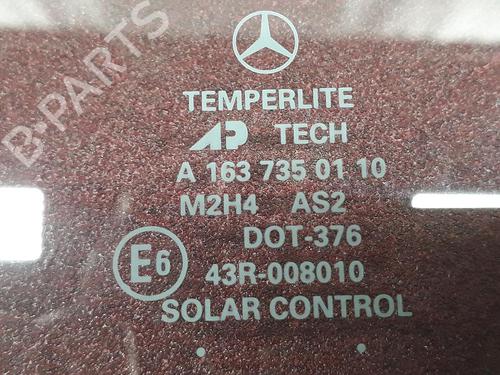 B-PARTS
TEMPERLITE
AP TECH
A 163 735 01 10
M2H4 AS2
DOT-376
E6 43R-008010
SOLAR CONTROL